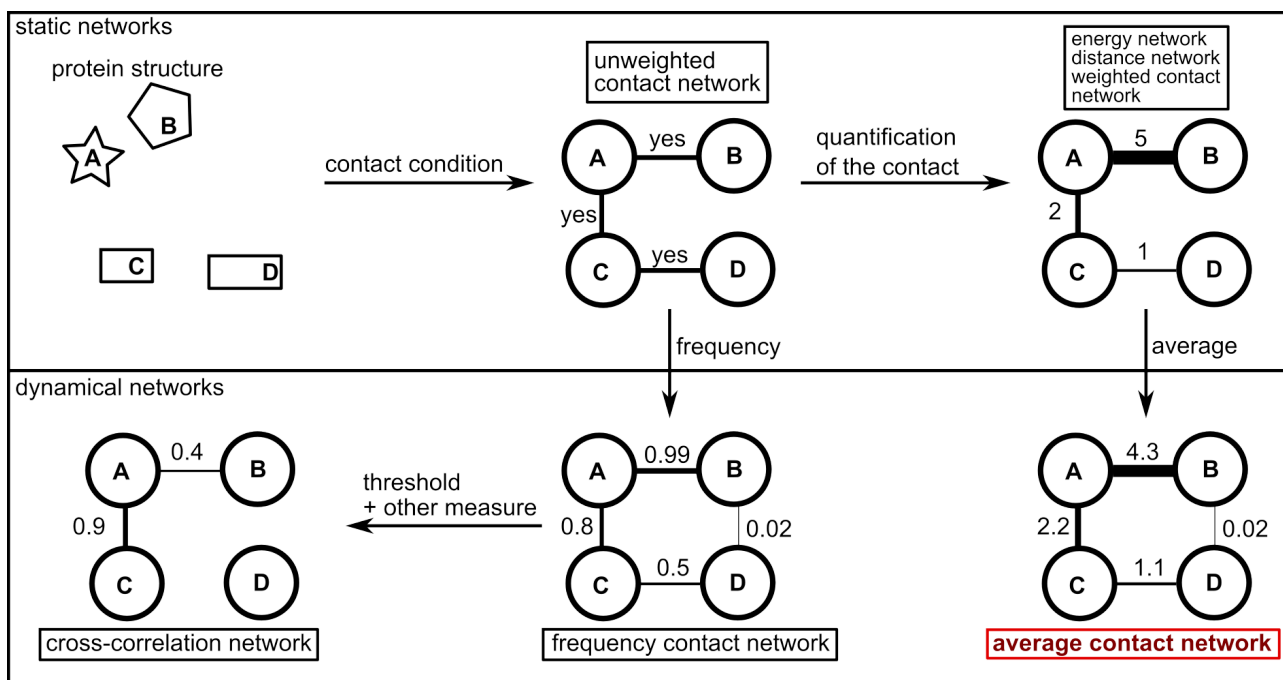 static networks
protein structure
A
B
C
D
contact condition
unweighted
contact network
A
yes
B
yes
C
yes
D
quantification
of the contact
energy network
distance network
weighted contact
network
A
5
B
2
C
1
D
frequency
average
dynamical networks
A
0.4
B
0.9
C
D
cross-correlation network
threshold
+ other measure
A
0.99
B
0.8
0.02
C
0.5
D
frequency contact network
A
4.3
B
2.2
0.02
C
1.1
D
average contact network